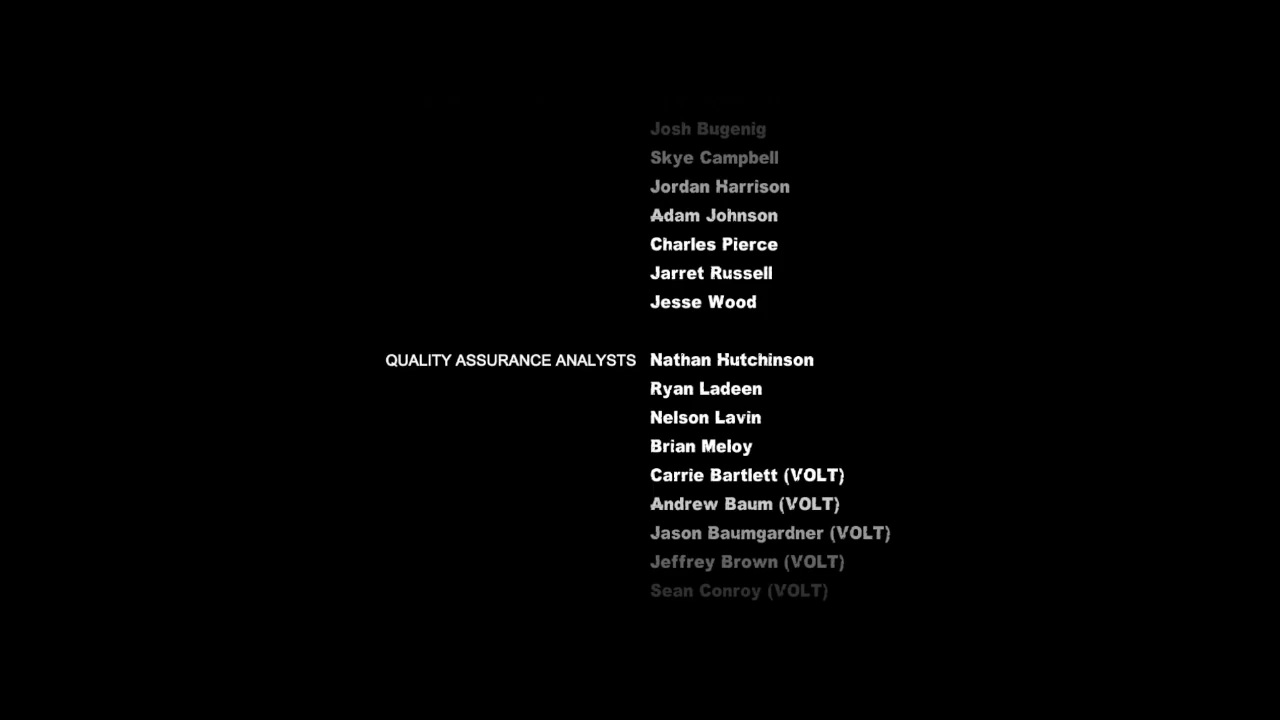 Josh Bugenig
Skye Campbell
Jordan Harrison
Adam Johnson
Charles Pierce
Jarret Russell
Jesse Wood
QUALITY ASSURANCE ANALYSTS Nathan Hutchinson
Ryan Ladeen
Nelson Lavin
Brian Meloy
Carrie Bartlett (VOLT)
Andrew Baum (VOLT)
Jason Baumgardner (VOLT)
Jeffrey Brown (VOLT)
Sean Conroy (VOLT)